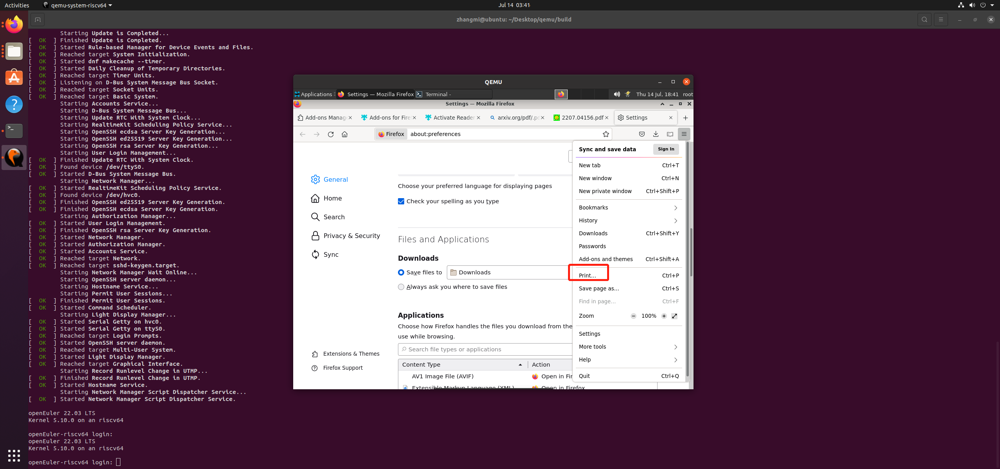 Activities
qemu-system-riscv64
Jul 14 03:41
zhangmi@ubuntu: ~/Desktop/qemu/build
Starting Update is Completed...
[ OK ] Finished Update is Completed.
[ OK ] Started Rule-based Manager for Device Events and Files.
[ OK ] Reached target System Initialization.
[ OK ] Started dnf makecache --timer.
[ OK ] Started Daily Cleanup of Temporary Directories.
[ OK ] Reached target Timer Units.
[ OK ] Listening on D-Bus System Message Bus Socket.
[ OK ] Reached target Socket Units.
[ OK ] Reached target Basic System.
Starting Accounts Service...
Starting D-Bus System Message Bus...
Starting Update RTC With System Clock...
Starting RealtimeKit Scheduling Policy Service...
Starting OpenSSH ecdsa Server Key Generation...
Starting OpenSSH ed25519 Server Key Generation...
Starting OpenSSH rsa Server Key Generation...
Starting User Login Management...
[ OK ] Finished Update RTC With System Clock.
[ OK ] Found device /dev/ttyS0.
[ OK ] Started D-Bus System Message Bus.
Starting Network Manager...
[ OK ] Started RealtimeKit Scheduling Policy Service.
[ OK ] Found device /dev/hvc0.
[ OK ] Finished OpenSSH ed25519 Server Key Generation.
[ OK ] Finished OpenSSH ecdsa Server Key Generation.
Starting Authorization Manager...
[ OK ] Started User Login Management.
[ OK ] Finished OpenSSH rsa Server Key Generation.
[ OK ] Started Network Manager.
[ OK ] Started Authorization Manager.
[ OK ] Started Accounts Service.
[ OK ] Reached target Network.
[ OK ] Reached target sshd-keygen.target.
Starting Network Manager Wait Online...
Starting OpenSSH server daemon...
Starting Hostname Service...
Starting Permit User Sessions...
[ OK ] Finished Permit User Sessions.
[ OK ] Started Command Scheduler.
Starting Light Display Manager...
[ OK ] Started Serial Getty on hvc0.
[ OK ] Started Serial Getty on ttyS0.
[ OK ] Reached target Login Prompts.
[ OK ] Started OpenSSH server daemon.
[ OK ] Reached target Multi-User System.
[ OK ] Started Light Display Manager.
[ OK ] Reached target Graphical Interface.
Starting Record Runlevel Change in UTMP...
[ OK ] Finished Record Runlevel Change in UTMP.
[ OK ] Started Hostname Service.
Starting Network Manager Script Dispatcher Service...
[ OK ] Started Network Manager Script Dispatcher Service.
openEuler 22.03 LTS
Kernel 5.10.0 on an riscv64
openEuler-riscv64 login:
openEuler 22.03 LTS
Kernel 5.10.0 on an riscv64
openEuler-riscv64 login:
QEMU
Applications
Settings — Mozilla Firefox
Terminal -
Thu 14 Jul, 18:41
root
Settings — Mozilla Firefox
Add-ons Manag
Add-ons for Firef
Activate Reader
arxiv.org/pdf/.pd
2207.04156.pdf
Settings
Firefox
about:preferences
General
Home
Search
Privacy & Security
Sync
Extensions & Themes
Firefox Support
Choose your preferred language for displaying pages
Check your spelling as you type
Files and Applications
Downloads
Save files to
Downloads
Always ask you where to save files
Applications
Choose how Firefox handles the files you download from the
use while browsing.
Search file types or applications
Content Type
Action
AV1 Image File (AVIF)
Open in Fir
Extensible Markup Language (XML)
Open in Firefox
Sync and save data
Sign In
New tab Ctrl+T
New window Ctrl+N
New private window Ctrl+Shift+P
Bookmarks
History
Downloads Ctrl+Shift+Y
Passwords
Add-ons and themes Ctrl+Shift+A
Print... Ctrl+P
Save page as... Ctrl+S
Find in page... Ctrl+F
Zoom 100%
Settings
More tools
Help
Quit Ctrl+Q